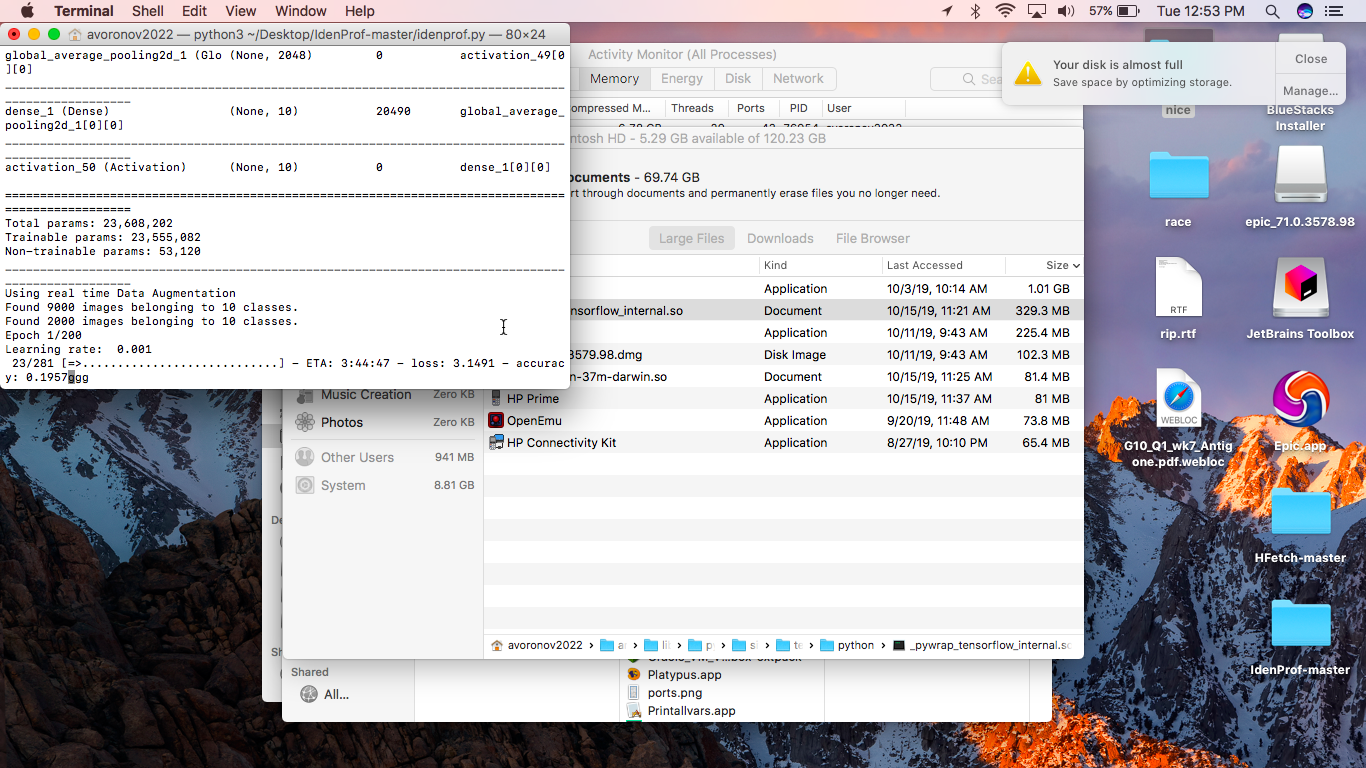 Terminal Shell Edit View Window Help 57% Tue 12:53 PM
avoronov2022 — python3 ~/Desktop/IdenProf-master/idenprof.py — 80×24
global_average_pooling2d_1 (Glo (None, 2048) 0 activation_49[0
][0]
dense_1 (Dense) (None, 10) 20490 global_average_
pooling2d_1[0][0]
activation_50 (Activation) (None, 10) 0 dense_1[0][0]
Total params: 23,608,202
Trainable params: 23,555,082
Non-trainable params: 53,120
Using real time Data Augmentation
Found 9000 images belonging to 10 classes.
Found 2000 images belonging to 10 classes.
Epoch 1/200
Learning rate: 0.001
23/281 [=>............................] - ETA: 3:44:47 - loss: 3.1491 - accurac
y: 0.1957ggg
Activity Monitor (All Processes)
Memory Energy Disk Network
ompressed M... Threads Ports PID User
ntosh HD - 5.29 GB available of 120.23 GB
ocuments - 69.74 GB
rt through documents and permanently erase files you no longer need.
Large Files Downloads File Browser
Kind Last Accessed Size
Application 10/3/19, 10:14 AM 1.01 GB
ensorflow_internal.so Document 10/15/19, 11:21 AM 329.3 MB
Application 10/11/19, 9:43 AM 225.4 MB
3579.98.dmg Disk Image 10/11/19, 9:43 AM 102.3 MB
n-37m-darwin.so Document 10/15/19, 11:25 AM 81.4 MB
HP Prime Application 10/15/19, 11:37 AM 81 MB
OpenEmu Application 9/20/19, 11:48 AM 73.8 MB
HP Connectivity Kit Application 8/27/19, 10:10 PM 65.4 MB
Music Creation Zero KB
Photos Zero KB
Other Users 941 MB
System 8.81 GB
avoronov2022 python _pywrap_tensorflow_internal.so
Shared
All...
Platypus.app
ports.png
Printallvars.app
Your disk is almost full
Save space by optimizing storage.
Close
Manage...
nice
BlueStacks
Installer
race
epic_71.0.3578.98
RTF
rip.rtf
JetBrains Toolbox
WEBLOC
G10_Q1_wk7_Antig
one.pdf.webloc
Epic.app
HFetch-master
IdenProf-master